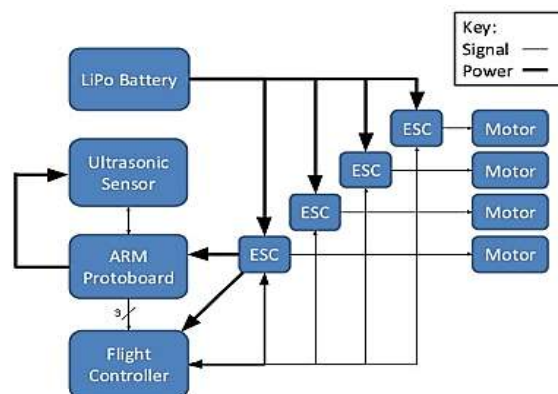 Key:
Signal
Power
LiPo Battery
ESC
Motor
Ultrasonic
Sensor
ESC
Motor
ESC
Motor
ARM
Protoboard
ESC
Motor
Flight
Controller